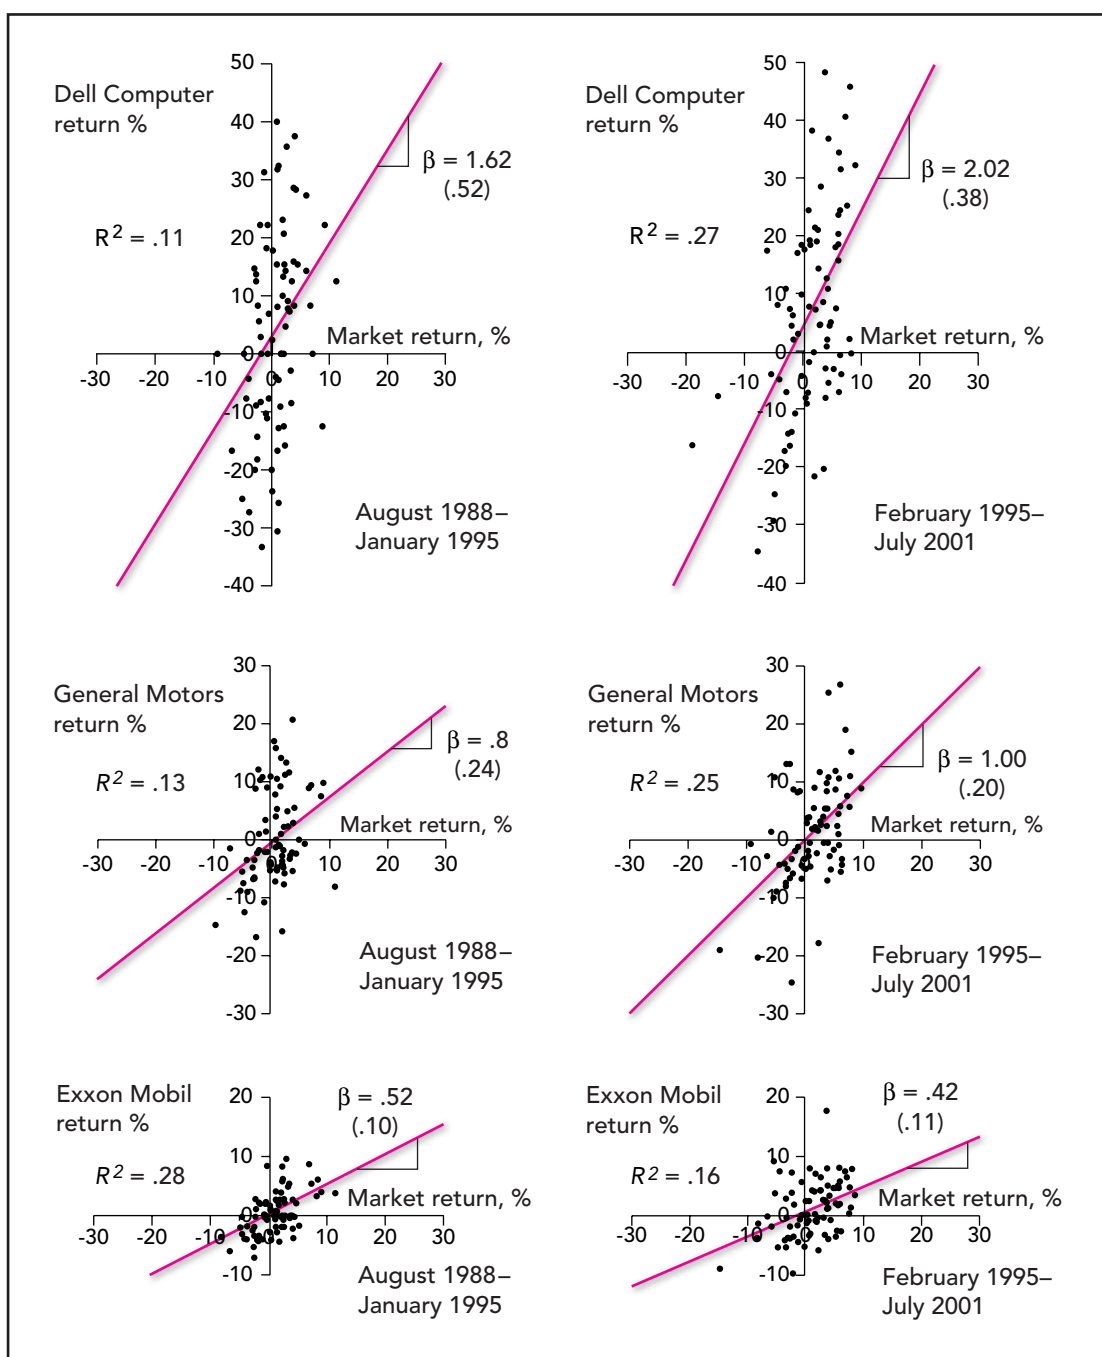 Dell Computer
return %
R² = .11
β = 1.62
(.52)
Market return, %
August 1988–
January 1995
50
40
30
20
10
0
-10
-20
-30
-40
-30
-20
-10
0
10
20
30
Dell Computer
return %
R² = .27
β = 2.02
(.38)
Market return, %
February 1995–
July 2001
50
40
30
20
10
0
-10
-20
-30
-40
-30
-20
-10
0
10
20
30
General Motors
return %
R² = .13
β = .8
(.24)
Market return, %
August 1988–
January 1995
30
20
10
0
-10
-20
-30
-30
-20
-10
0
10
20
30
General Motors
return %
R² = .25
β = 1.00
(.20)
Market return, %
February 1995–
July 2001
30
20
10
0
-10
-20
-30
-30
-20
-10
0
10
20
30
Exxon Mobil
return %
R² = .28
β = .52
(.10)
Market return, %
August 1988–
January 1995
20
10
0
-10
-30
-20
-10
0
10
20
30
Exxon Mobil
return %
R² = .16
β = .42
(.11)
Market return, %
February 1995–
July 2001
20
10
0
-10
-30
-20
-10
0
10
20
30